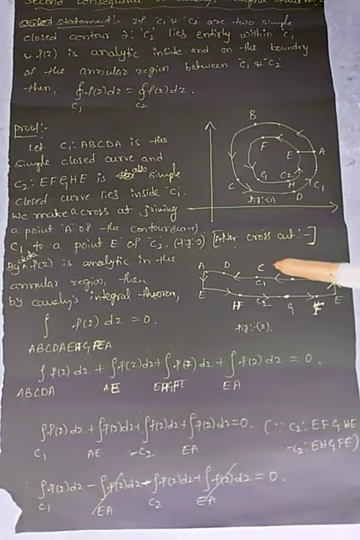 second consequence of Cauchy
Statement:- If C₁ & C₂ are two simple
closed contous ∋: 'C₂' lies entirly within 'C₁
& f(z) is analytic inside and on the boundry
of the annular region between 'C₁ & C₂
then, ∮ f(z)dz = ∮ f(z)dz.
C₁ C₂
Proof:-
Let C₁: ABCDA is the
simple closed curve and
C₂: EFGHE is also simple
closed curve lies inside 'C₁.
we make a cross at joining
a point 'A' of the contour(curve)
C₁ to a point E of 'C₂. (fig:-2) [After cross cut:-]
By data f(z) is analytic in the
annular region, then
by cauchy's integral theorem,
∫ f(z) dz = 0.
ABCDAEHGFEA
∫ f(z)dz + ∫ f(z)dz + ∫ f(z)dz + ∫ f(z)dz = 0.
ABCDA AE EHGFE EA
∫ f(z)dz + ∫ f(z)dz + ∫ f(z)dz + ∫ f(z)dz = 0. (∵ C₂: EFGHE
C₁ AE -C₂ EA -C₂: EHGFE)
∴ ∫ f(z)dz - ∫ f(z)dz - ∫ f(z)dz + ∫ f(z)dz = 0.
C₁ EA C₂ EA
B
F
E A
G C₂
H
C D C₁
fig:-(1)
A D C
C₁
E H C₂ G F E
fig:-(2).